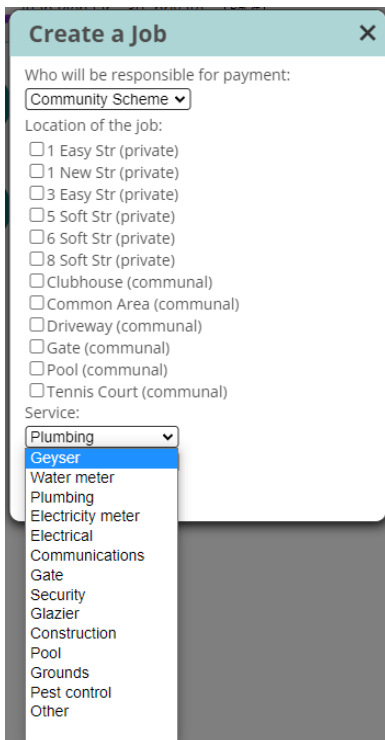 Create a Job
Who will be responsible for payment:
Community Scheme
Location of the job:
1 Easy Str (private)
1 New Str (private)
3 Easy Str (private)
5 Soft Str (private)
6 Soft Str (private)
8 Soft Str (private)
Clubhouse (communal)
Common Area (communal)
Driveway (communal)
Gate (communal)
Pool (communal)
Tennis Court (communal)
Service:
Plumbing
Geyser
Water meter
Plumbing
Electricity meter
Electrical
Communications
Gate
Security
Glazier
Construction
Pool
Grounds
Pest control
Other